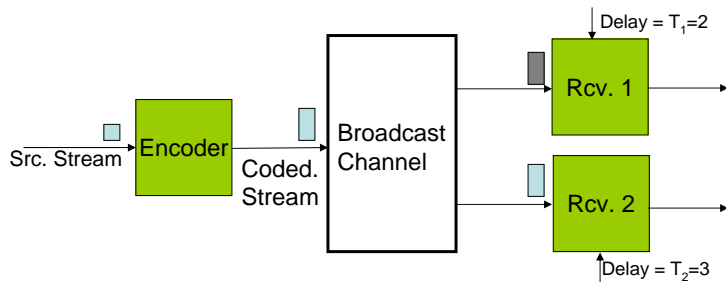 Delay = T₁=2
Rcv. 1
Src. Stream
Encoder
Coded.
Stream
Broadcast
Channel
Rcv. 2
Delay = T₂=3